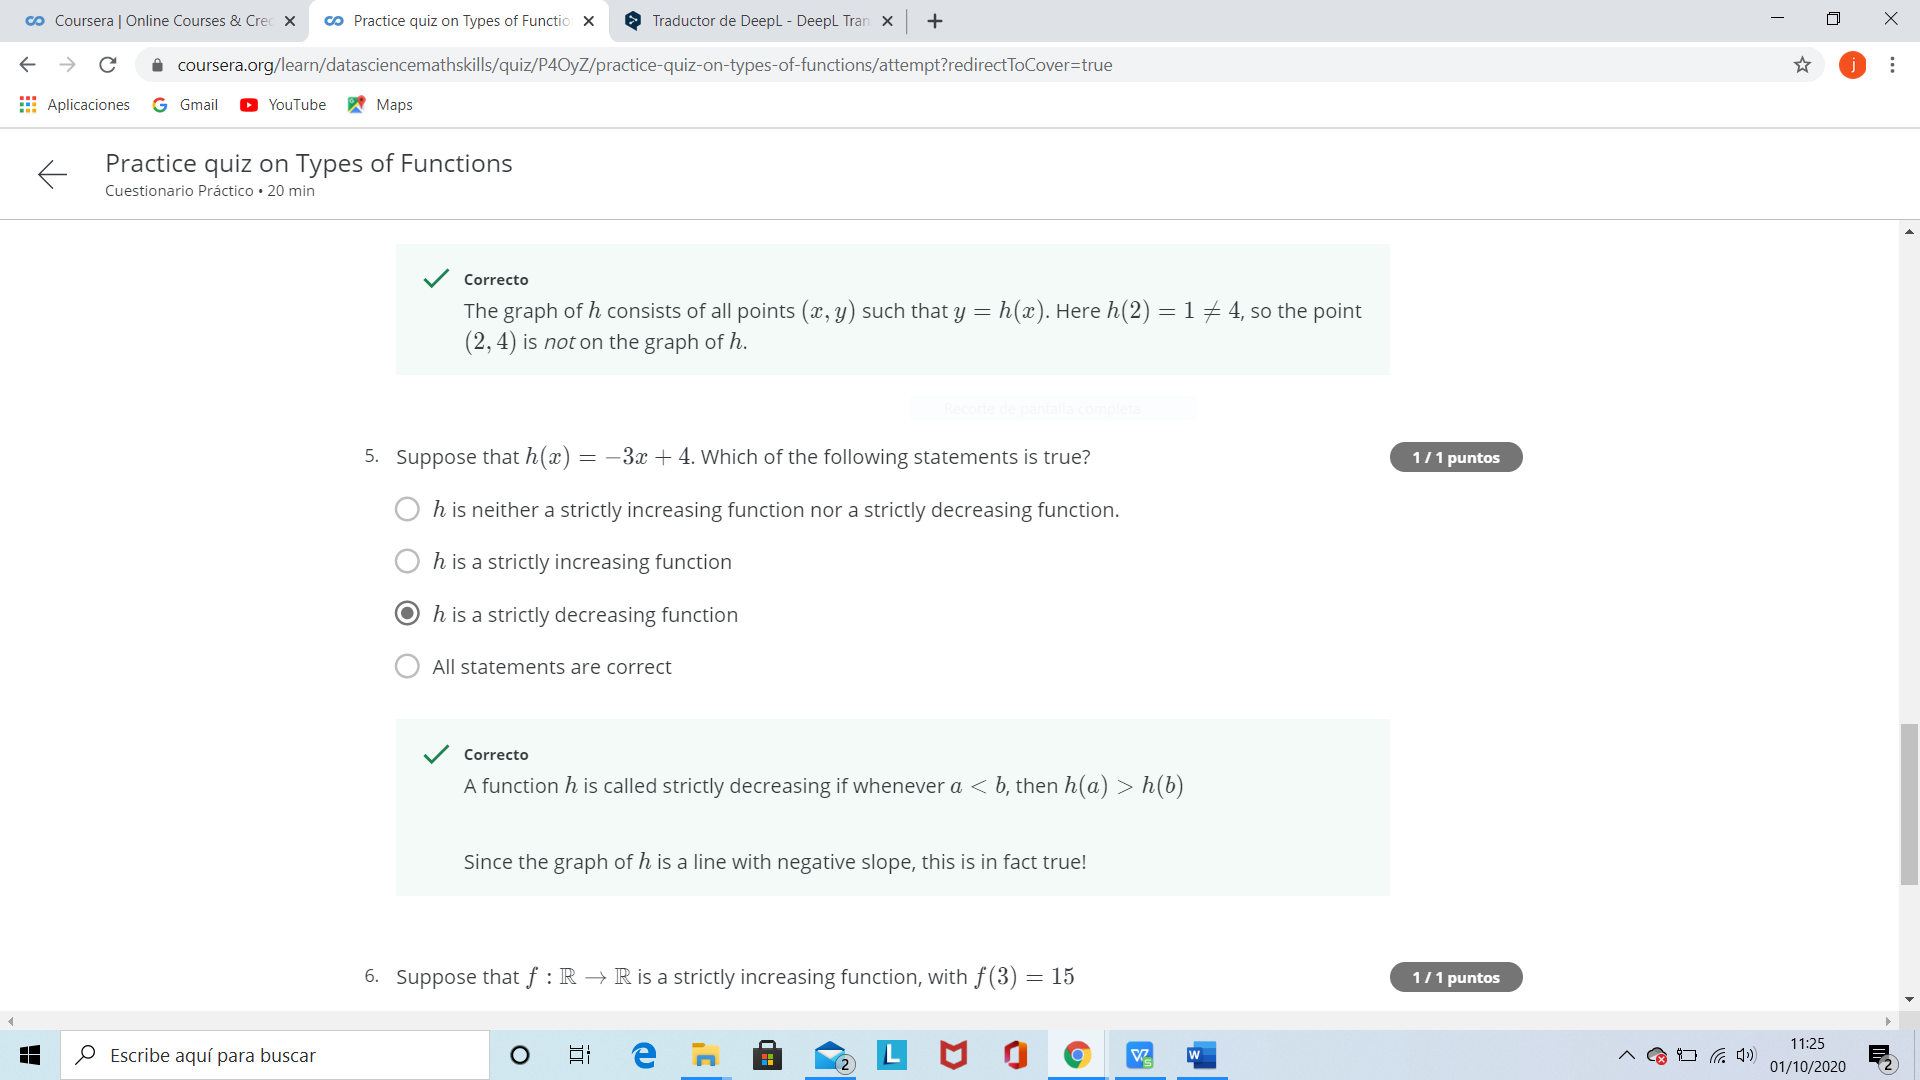 Coursera | Online Courses & Cre
Practice quiz on Types of Functio
Traductor de DeepL - DeepL Tran
coursera.org/learn/datasciencemathskills/quiz/P4OyZ/practice-quiz-on-types-of-functions/attempt?redirectToCover=true
j
Aplicaciones
Gmail
YouTube
Maps
Practice quiz on Types of Functions
Cuestionario Práctico • 20 min
Correcto
The graph of h consists of all points (x, y) such that y = h(x). Here h(2) = 1 ≠ 4, so the point
(2, 4) is not on the graph of h.
Recorte de pantalla completa
5. Suppose that h(x) = −3x + 4. Which of the following statements is true?
1 / 1 puntos
h is neither a strictly increasing function nor a strictly decreasing function.
h is a strictly increasing function
h is a strictly decreasing function
All statements are correct
Correcto
A function h is called strictly decreasing if whenever a < b, then h(a) > h(b)
Since the graph of h is a line with negative slope, this is in fact true!
6. Suppose that f : ℝ → ℝ is a strictly increasing function, with f(3) = 15
1 / 1 puntos
Escribe aquí para buscar
2
L
W
11:25
01/10/2020
2